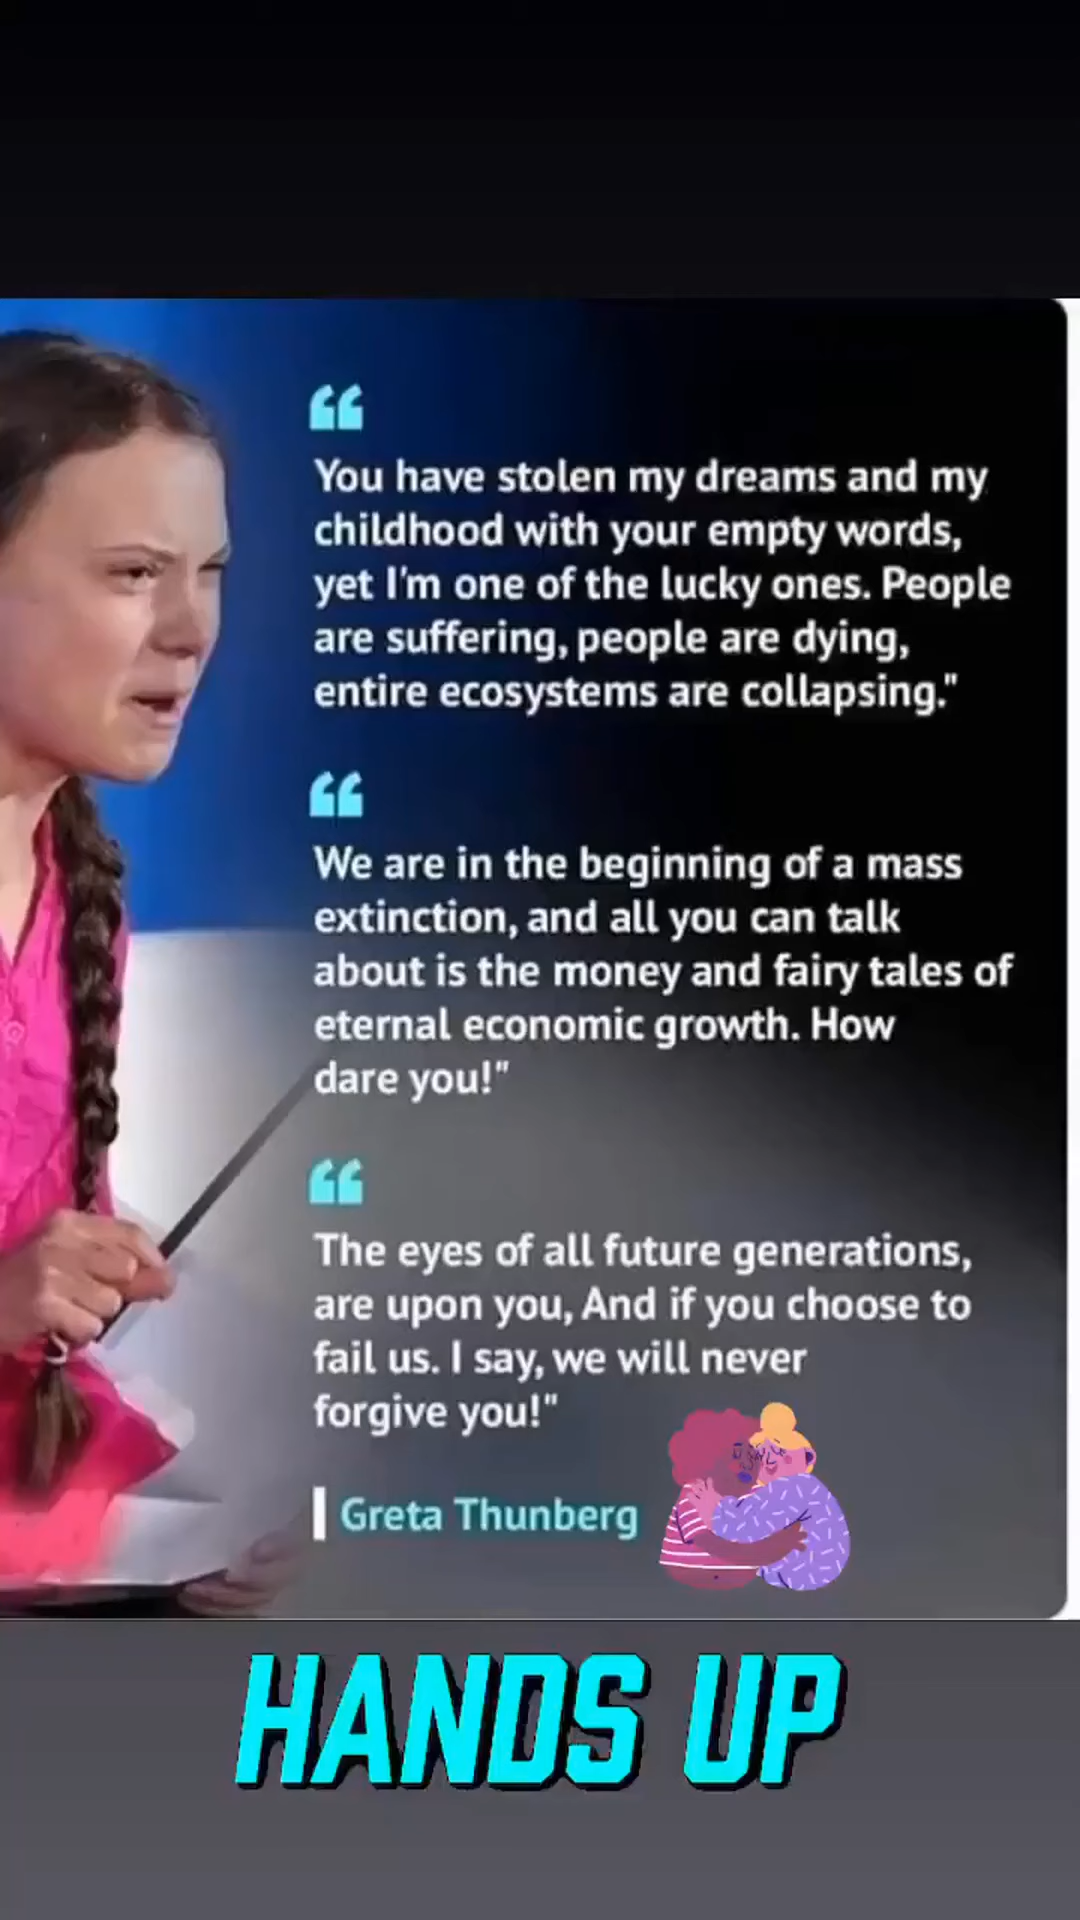 “
You have stolen my dreams and my
childhood with your empty words,
yet I'm one of the lucky ones. People
are suffering, people are dying,
entire ecosystems are collapsing."
“
We are in the beginning of a mass
extinction, and all you can talk
about is the money and fairy tales of
eternal economic growth. How
dare you!"
“
The eyes of all future generations,
are upon you, And if you choose to
fail us. I say, we will never
forgive you!"
Greta Thunberg
HANDS UP